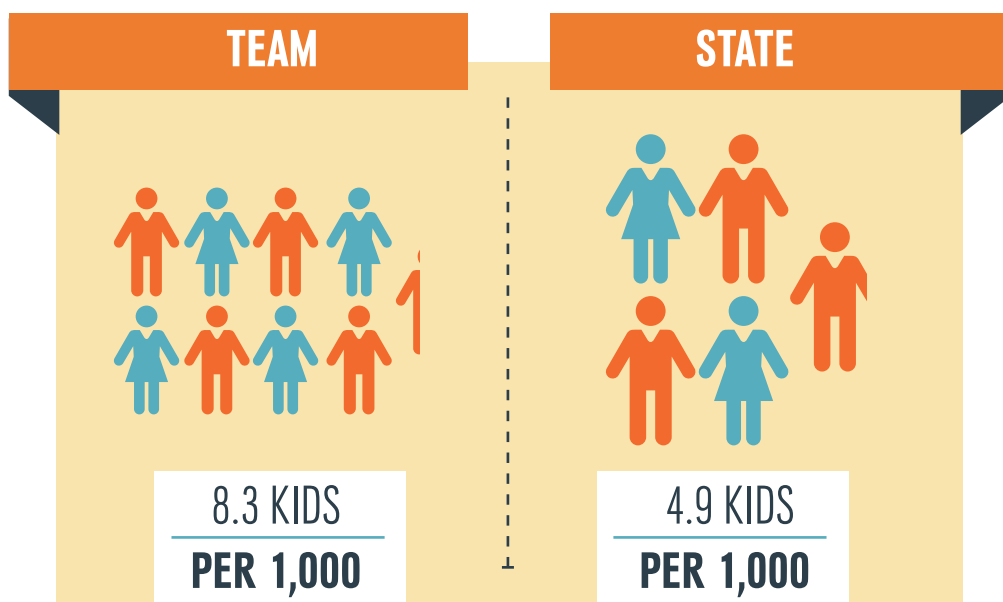 TEAM
STATE
8.3 KIDS
PER 1,000
4.9 KIDS
PER 1,000